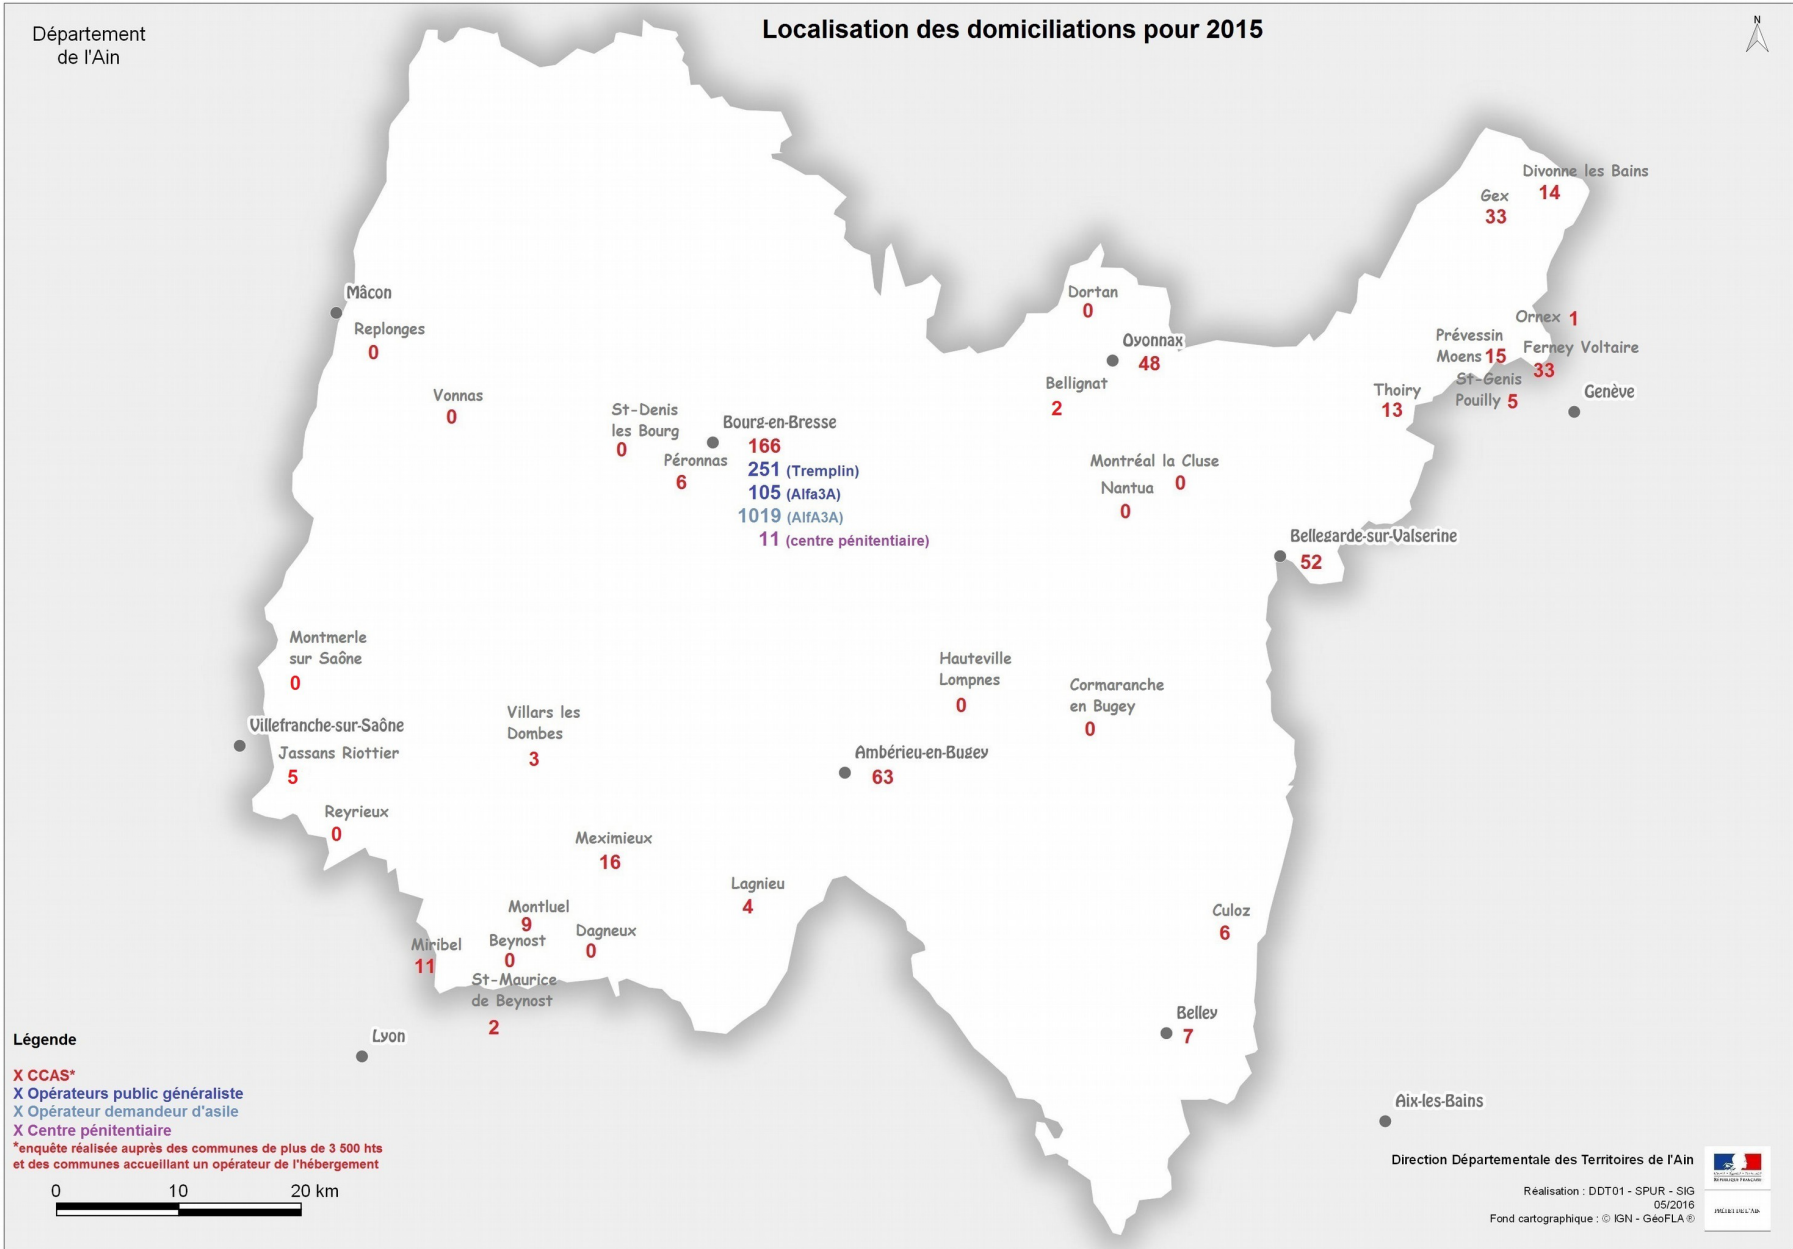 Département
de l'Ain
Localisation des domiciliations pour 2015
N
Divonne les Bains
14
Gex
33
Mâcon
Replonges
0
Dortan
0
Ornex 1
Oyonnax
48
Prévessin
Moens 15
Ferney Voltaire
33
Bellignat
2
St-Genis
Pouilly 5
Thoiry
13
Genève
Vonnas
0
St-Denis
les Bourg
0
Bourg-en-Bresse
166
251 (Tremplin)
105 (Alfa3A)
1019 (AlfA3A)
11 (centre pénitentiaire)
Péronnas
6
Montréal la Cluse
0
Nantua
0
Bellegarde-sur-Valserine
52
Montmerle
sur Saône
0
Hauteville
Lompnes
0
Cormaranche
en Bugey
0
Villefranche-sur-Saône
Jassans Riottier
5
Villars les
Dombes
3
Ambérieu-en-Bugey
63
Reyrieux
0
Meximieux
16
Lagnieu
4
Montluel
9
Culoz
6
Miribel
11
Beynost
0
Dagneux
0
St-Maurice
de Beynost
2
Belley
7
Lyon
Aix-les-Bains
Légende
X CCAS*
X Opérateurs public généraliste
X Opérateur demandeur d'asile
X Centre pénitentiaire
*enquête réalisée auprès des communes de plus de 3 500 hts
et des communes accueillant un opérateur de l'hébergement
0 10 20 km
Direction Départementale des Territoires de l'Ain
Réalisation : DDT01 - SPUR - SIG
05/2016
Fond cartographique : © IGN - GéoFLA ®
RÉPUBLIQUE FRANÇAISE
PRÉFET DE L'AIN